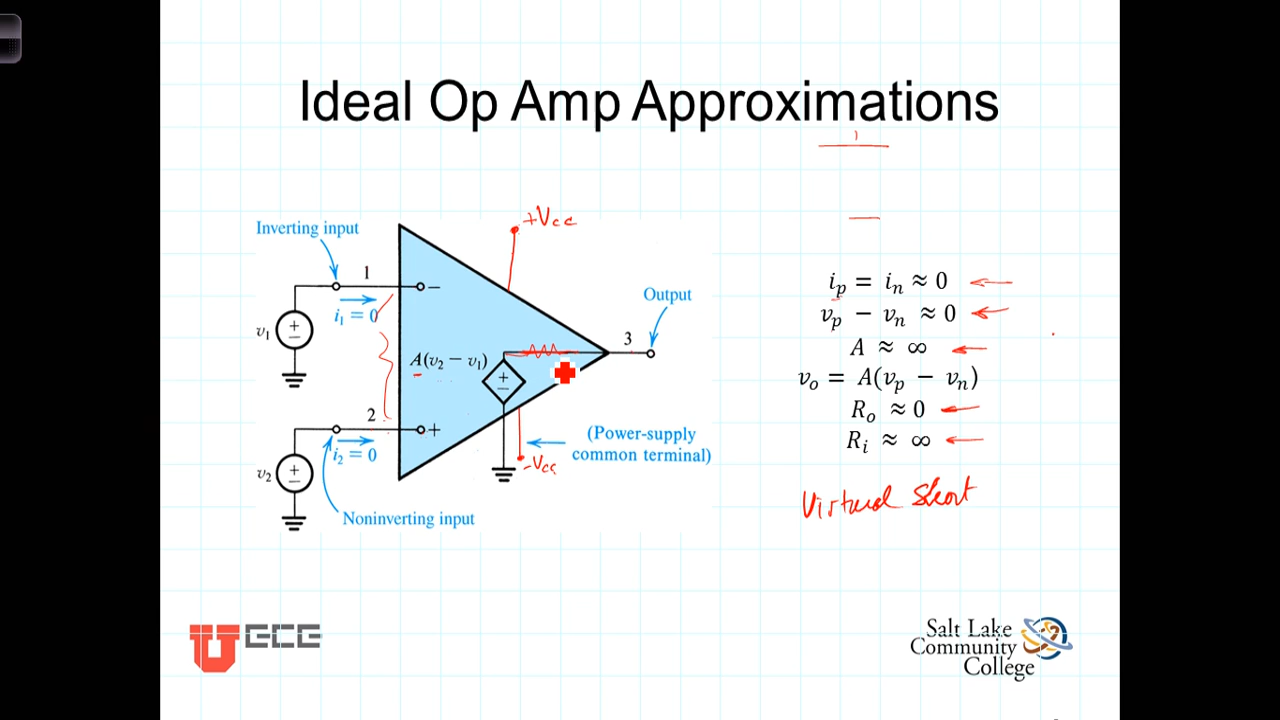 Ideal Op Amp Approximations
+Vcc
Inverting input
1
i₁ = 0
v₁
+
−
−
A(v₂ − v₁)
+
−
3
Output
2
+
i₂ = 0
v₂
+
−
Noninverting input
(Power-supply
common terminal)
-Vcc
iₚ = iₙ ≈ 0
vₚ − vₙ ≈ 0
A ≈ ∞
vₒ = A(vₚ − vₙ)
Rₒ ≈ 0
Rᵢ ≈ ∞
Virtual Short
U ECE
Salt Lake
Community
College